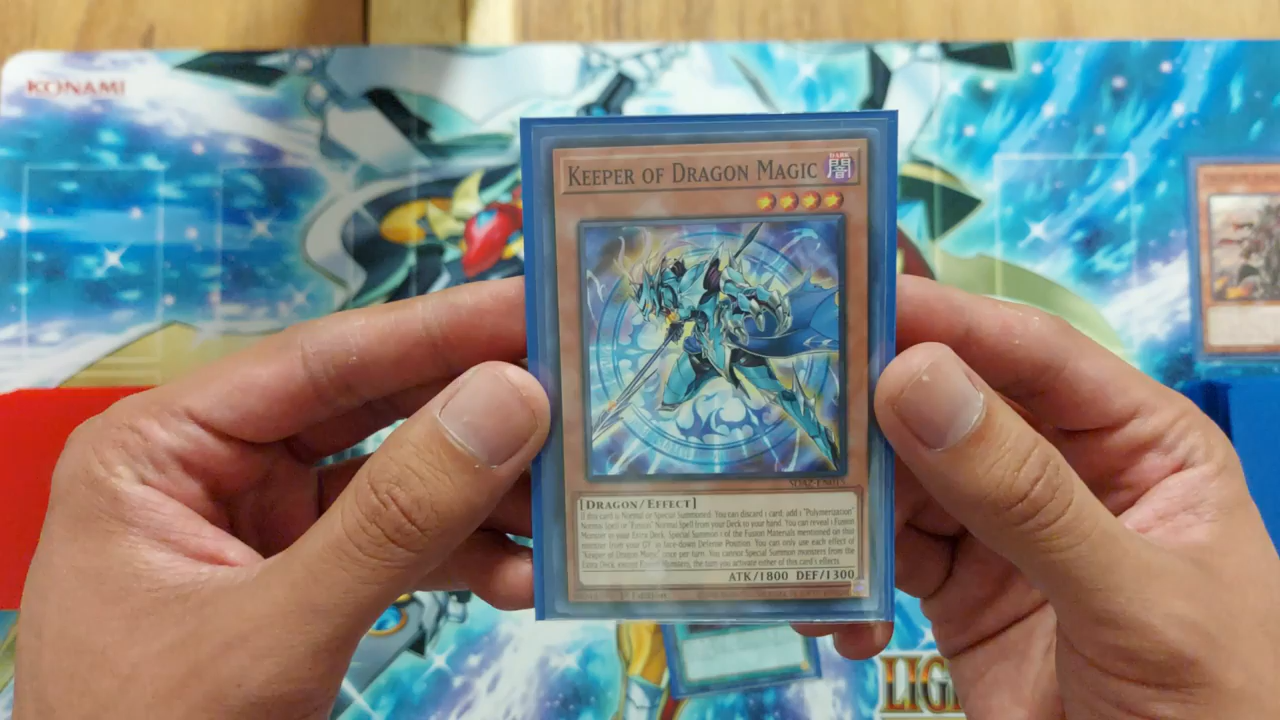 KONAMI
KEEPER OF DRAGON MAGIC
DARK
闇
[DRAGON/EFFECT]
If this card is Normal or Special Summoned: You can discard 1 card; add 1 "Polymerization"
Normal Spell or "Fusion" Normal Spell from your Deck to your hand. You can reveal 1 Fusion
Monster in your Extra Deck; Special Summon 1 of the Fusion Materials mentioned on that
monster from your GY in face-down Defense Position. You can only use each effect of
"Keeper of Dragon Magic" once per turn. You cannot Special Summon monsters from the
Extra Deck, except Fusion Monsters, the turn you activate either of this card's effects.
ATK/1800 DEF/1300
LIG